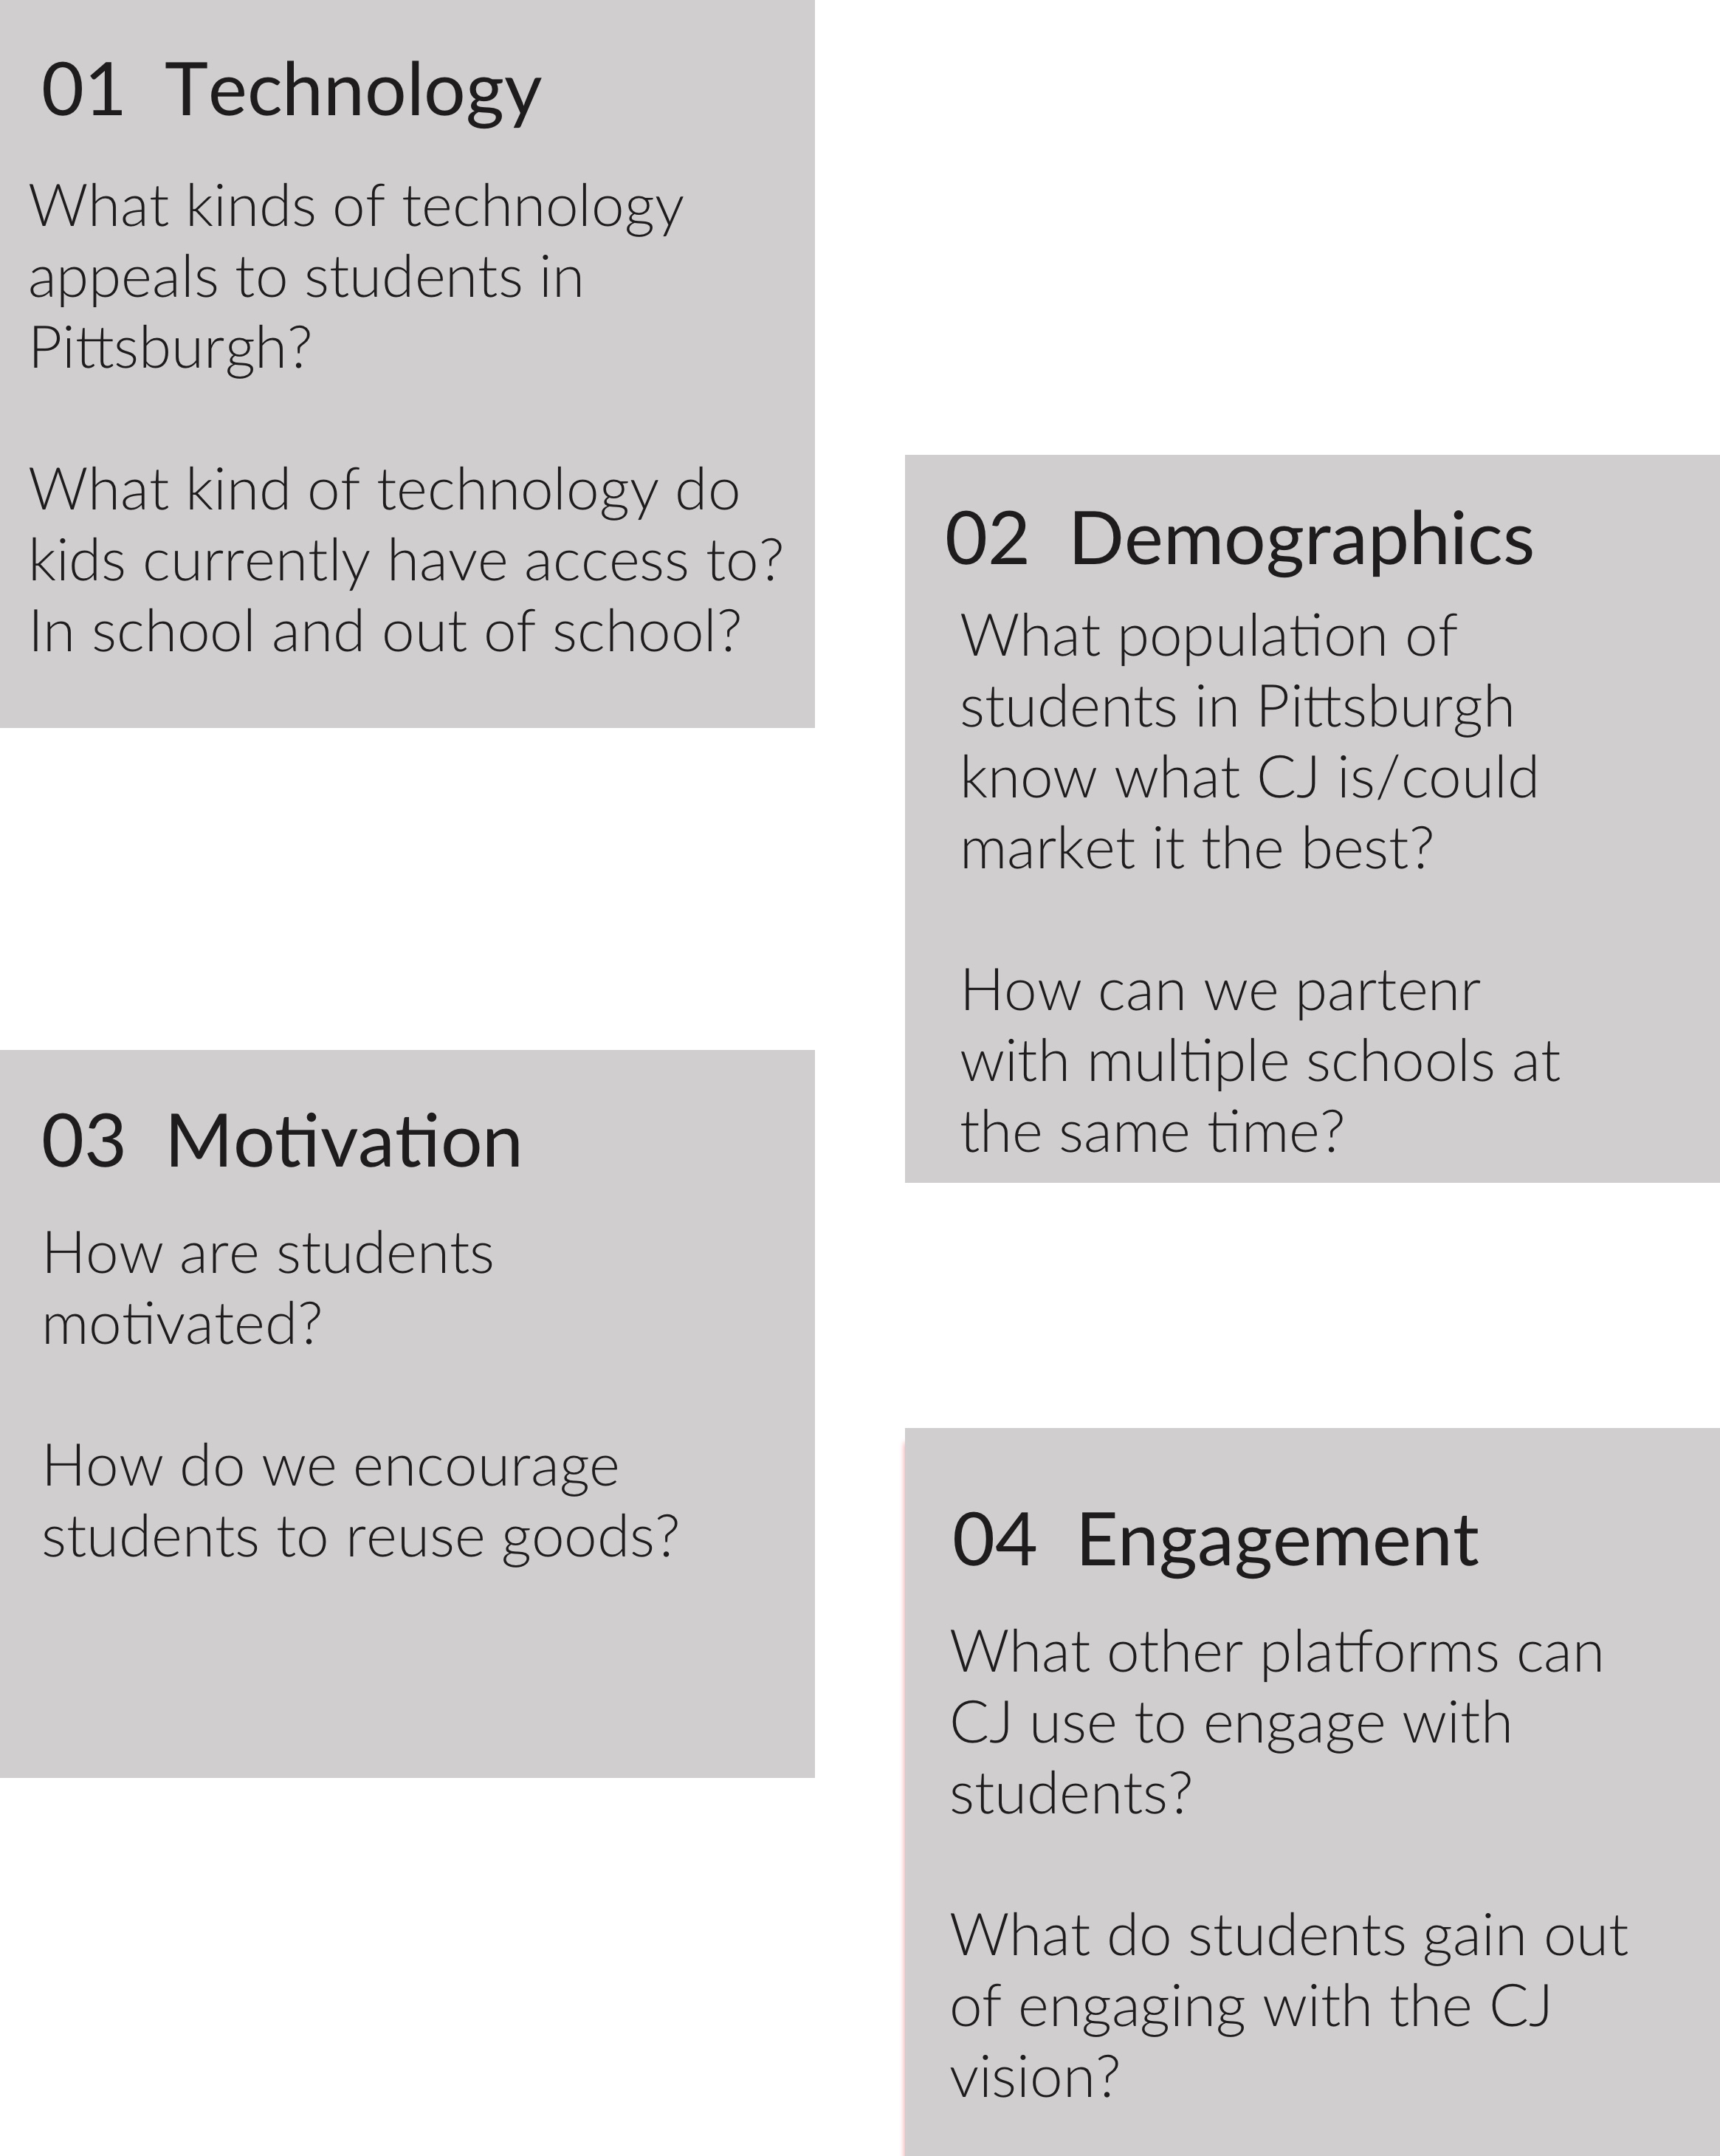 01 Technology
What kinds of technology
appeals to students in
Pittsburgh?
What kind of technology do
kids currently have access to?
In school and out of school?
02 Demographics
What population of
students in Pittsburgh
know what CJ is/could
market it the best?
How can we partenr
with multiple schools at
the same time?
03 Motivation
How are students
motivated?
How do we encourage
students to reuse goods?
04 Engagement
What other platforms can
CJ use to engage with
students?
What do students gain out
of engaging with the CJ
vision?